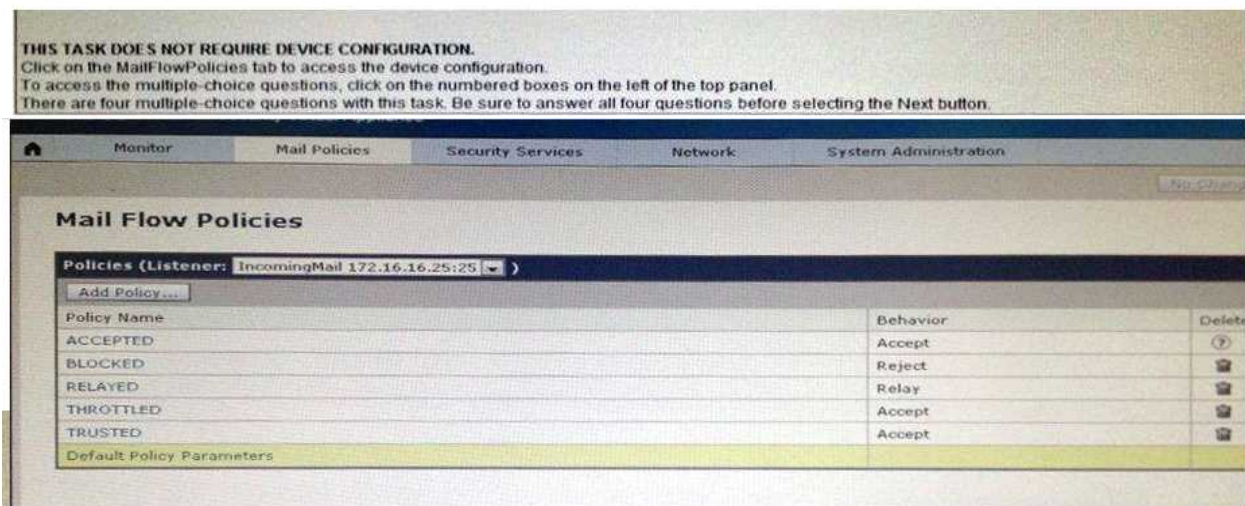 THIS TASK DOES NOT REQUIRE DEVICE CONFIGURATION.
Click on the MailFlowPolicies tab to access the device configuration.
To access the multiple-choice questions, click on the numbered boxes on the left of the top panel.
There are four multiple-choice questions with this task. Be sure to answer all four questions before selecting the Next button.
Monitor Mail Policies Security Services Network System Administration
Mail Flow Policies
Policies (Listener: IncomingMail 172.16.16.25:25 )
Add Policy...
Policy Name Behavior Delete
ACCEPTED Accept
BLOCKED Reject
RELAYED Relay
THROTTLED Accept
TRUSTED Accept
Default Policy Parameters